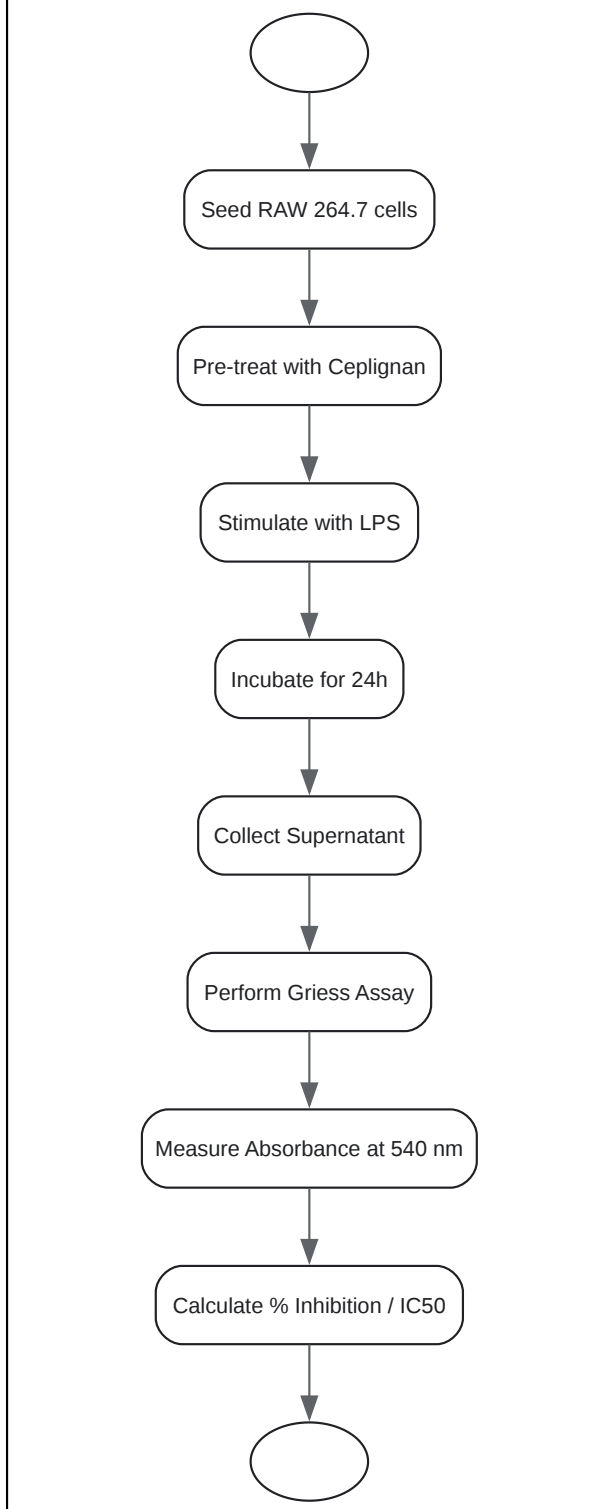 Seed RAW 264.7 cells
Pre-treat with Ceplignan
Stimulate with LPS
Incubate for 24h
Collect Supernatant
Perform Griess Assay
Measure Absorbance at 540 nm
Calculate % Inhibition / IC50